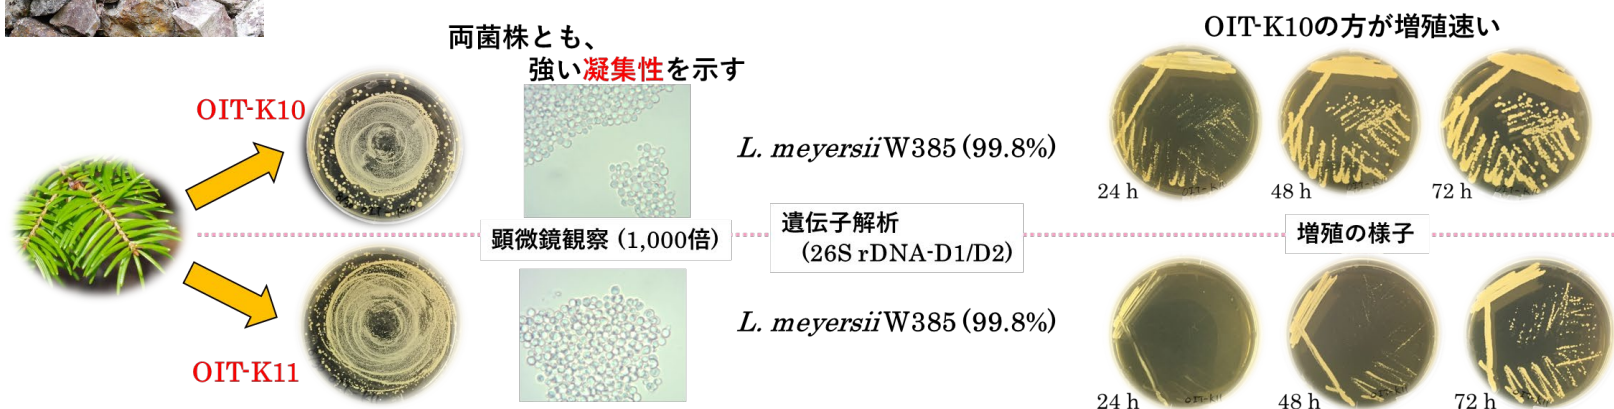 両菌株とも、
強い凝集性を示す
OIT-K10の方が増殖速い
OIT-K10
L. meyersii W385 (99.8%)
24 h
48 h
72 h
顕微鏡観察 (1,000倍)
遺伝子解析
(26S rDNA-D1/D2)
増殖の様子
OIT-K11
L. meyersii W385 (99.8%)
24 h
48 h
72 h